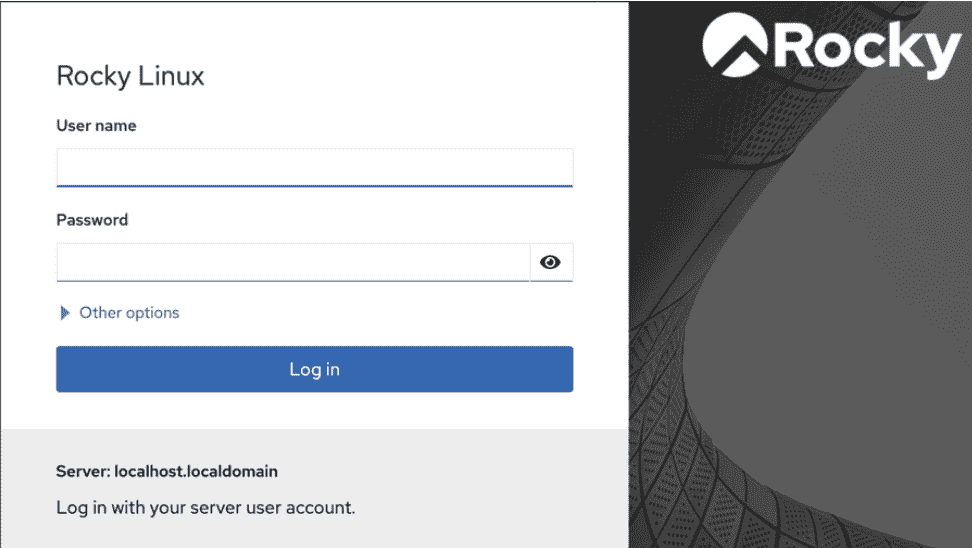 Rocky
Rocky Linux
User name
Password
Other options
Log in
Server: localhost.localdomain
Log in with your server user account.